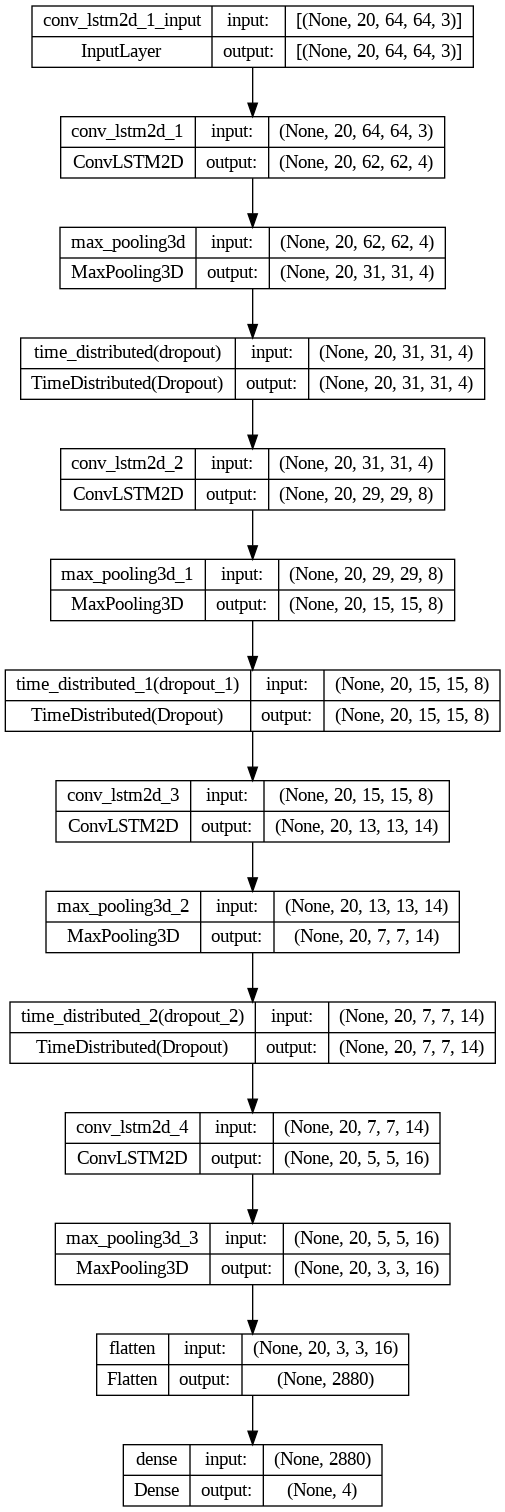 conv_lstm2d_1_input input: [(None, 20, 64, 64, 3)]
InputLayer output: [(None, 20, 64, 64, 3)]
conv_lstm2d_1 input: (None, 20, 64, 64, 3)
ConvLSTM2D output: (None, 20, 62, 62, 4)
max_pooling3d input: (None, 20, 62, 62, 4)
MaxPooling3D output: (None, 20, 31, 31, 4)
time_distributed(dropout) input: (None, 20, 31, 31, 4)
TimeDistributed(Dropout) output: (None, 20, 31, 31, 4)
conv_lstm2d_2 input: (None, 20, 31, 31, 4)
ConvLSTM2D output: (None, 20, 29, 29, 8)
max_pooling3d_1 input: (None, 20, 29, 29, 8)
MaxPooling3D output: (None, 20, 15, 15, 8)
time_distributed_1(dropout_1) input: (None, 20, 15, 15, 8)
TimeDistributed(Dropout) output: (None, 20, 15, 15, 8)
conv_lstm2d_3 input: (None, 20, 15, 15, 8)
ConvLSTM2D output: (None, 20, 13, 13, 14)
max_pooling3d_2 input: (None, 20, 13, 13, 14)
MaxPooling3D output: (None, 20, 7, 7, 14)
time_distributed_2(dropout_2) input: (None, 20, 7, 7, 14)
TimeDistributed(Dropout) output: (None, 20, 7, 7, 14)
conv_lstm2d_4 input: (None, 20, 7, 7, 14)
ConvLSTM2D output: (None, 20, 5, 5, 16)
max_pooling3d_3 input: (None, 20, 5, 5, 16)
MaxPooling3D output: (None, 20, 3, 3, 16)
flatten input: (None, 20, 3, 3, 16)
Flatten output: (None, 2880)
dense input: (None, 2880)
Dense output: (None, 4)